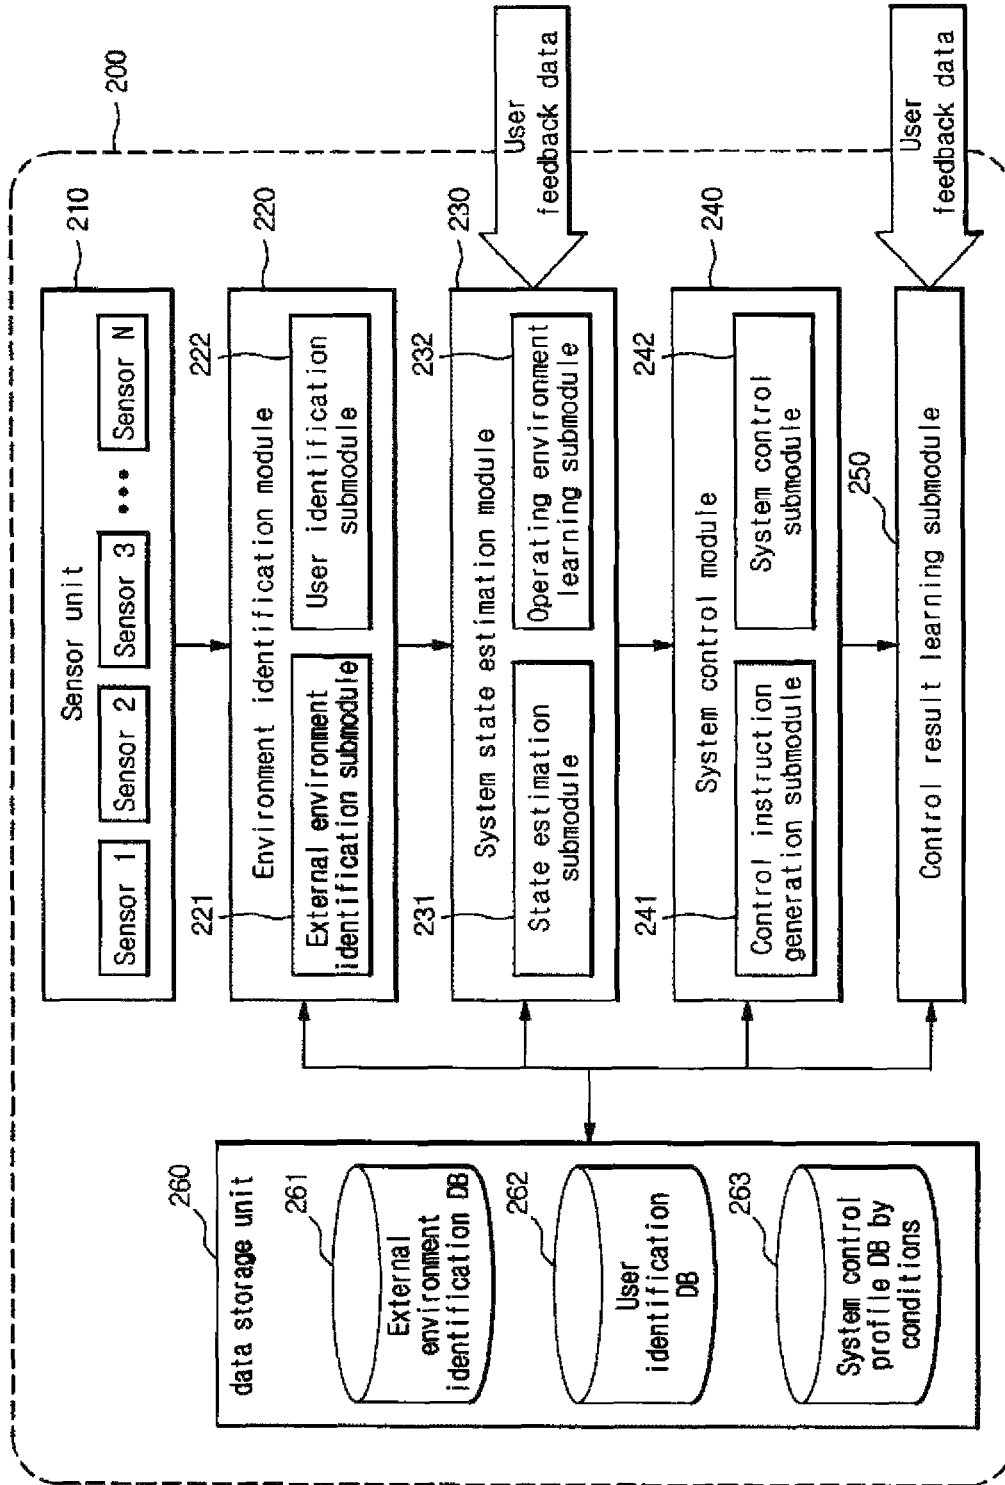 200
210
Sensor unit
Sensor 1
Sensor 2
Sensor 3
•••
Sensor N
220
Environment identification module
221
External environment
identification submodule
222
User identification
submodule
230
System state estimation module
231
State estimation
submodule
232
Operating environment
learning submodule
User
feedback data
240
System control module
241
Control instruction
generation submodule
242
System control
submodule
250
Control result learning submodule
User
feedback data
260
data storage unit
261
External
environment
identification DB
262
User
identification
DB
263
System control
profile DB by
conditions